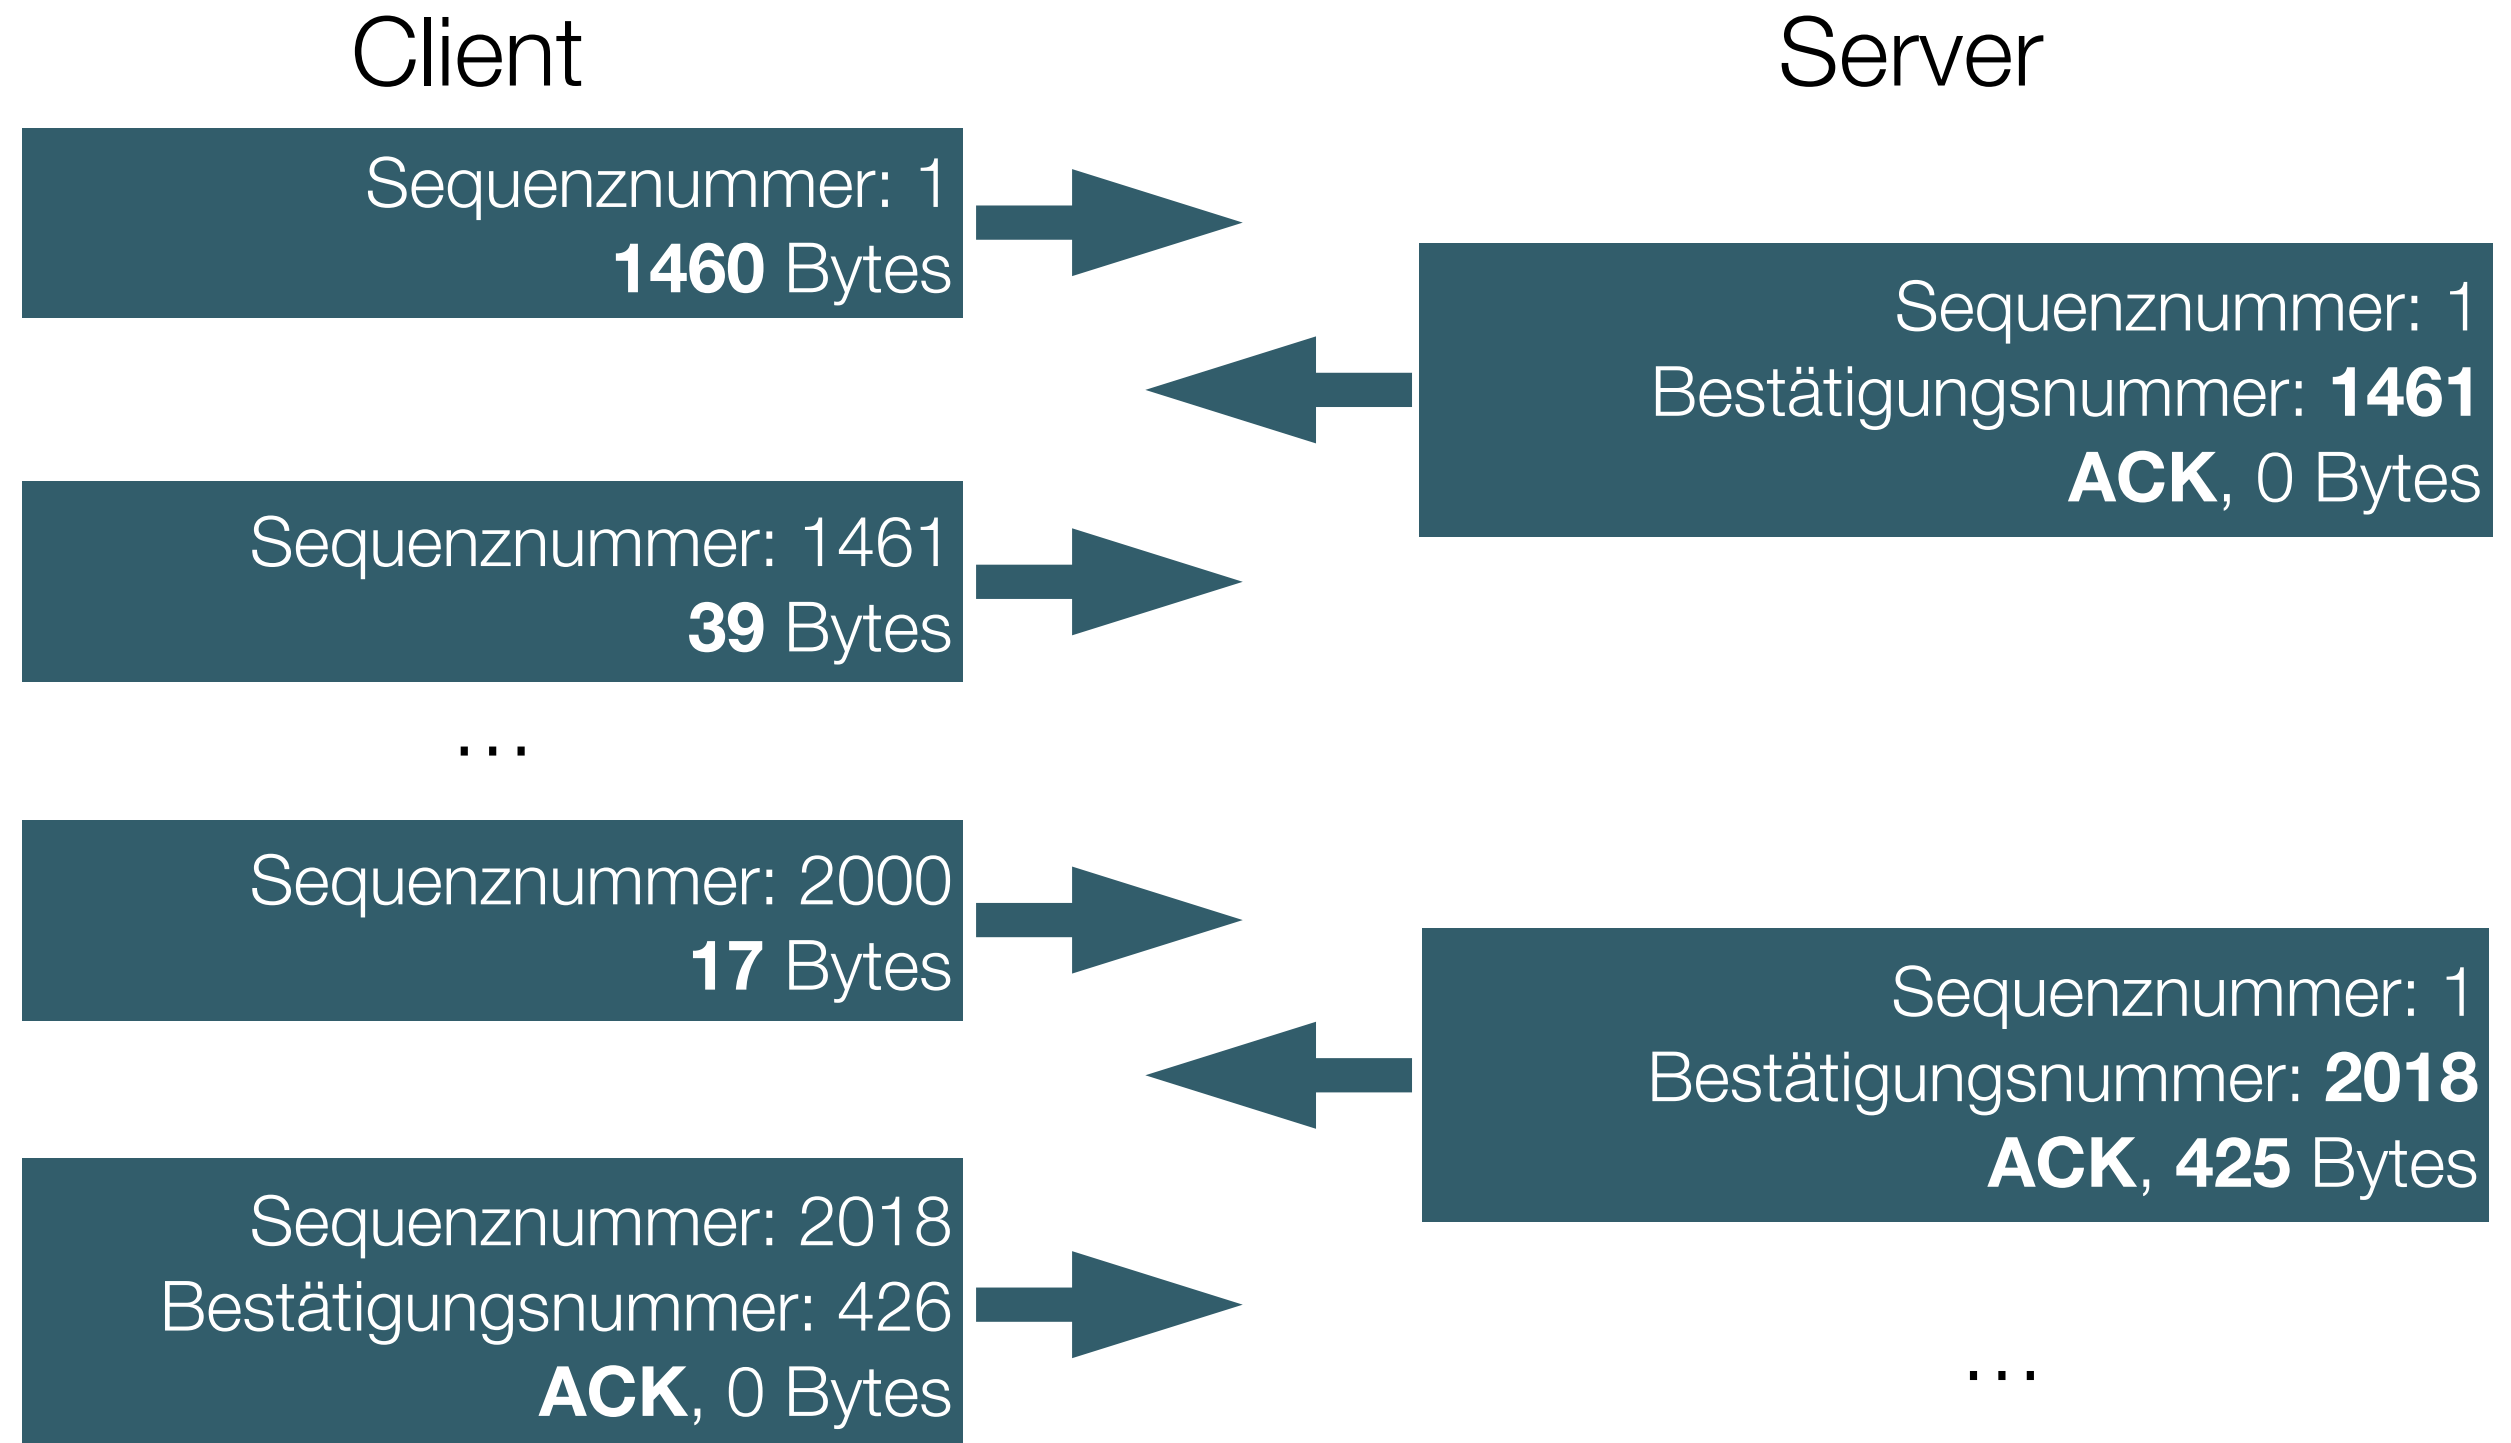 Client
Server
Sequenznummer: 1
1460 Bytes
Sequenznummer: 1
Bestätigungsnummer: 1461
ACK, 0 Bytes
Sequenznummer: 1461
39 Bytes
...
Sequenznummer: 2000
17 Bytes
Sequenznummer: 1
Bestätigungsnummer: 2018
ACK, 425 Bytes
Sequenznummer: 2018
Bestätigungsnummer: 426
ACK, 0 Bytes
...